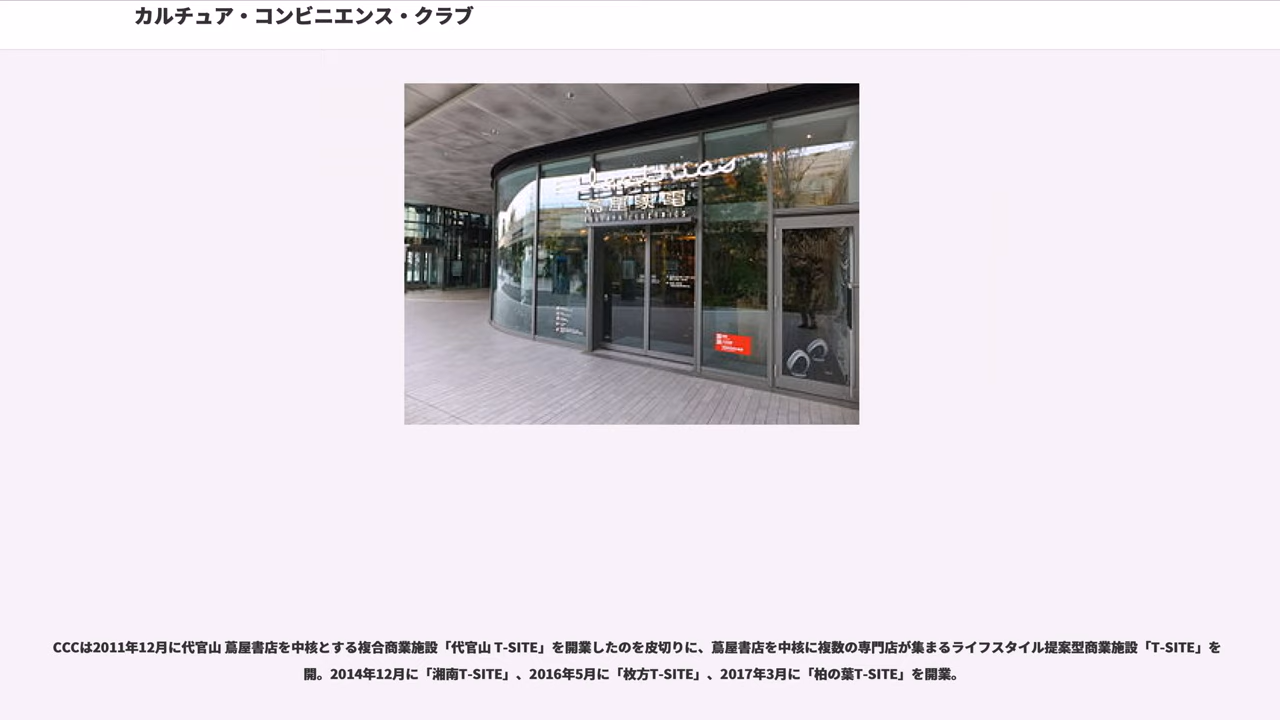 カルチュア・コンビニエンス・クラブ
蔦屋家電
CCCは2011年12月に代官山 蔦屋書店を中核とする複合商業施設「代官山 T-SITE」を開業したのを皮切りに、蔦屋書店を中核に複数の専門店が集まるライフスタイル提案型商業施設「T-SITE」を
開。2014年12月に「湘南T-SITE」、2016年5月に「枚方T-SITE」、2017年3月に「柏の葉T-SITE」を開業。